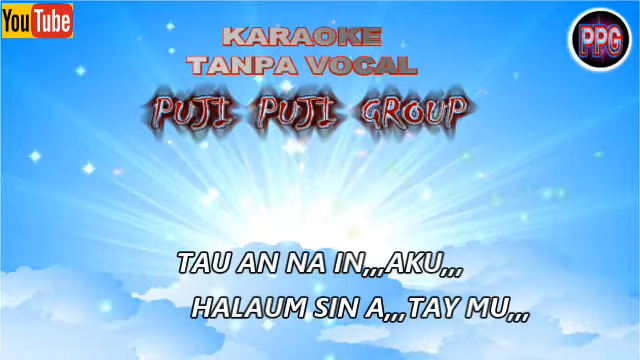 YouTube
KARAOKE
TANPA VOCAL
PPG
PUJI PUJI GROUP
TAU AN NA IN,,,AKU,,,
HALAUM SIN A,,,TAY MU,,,